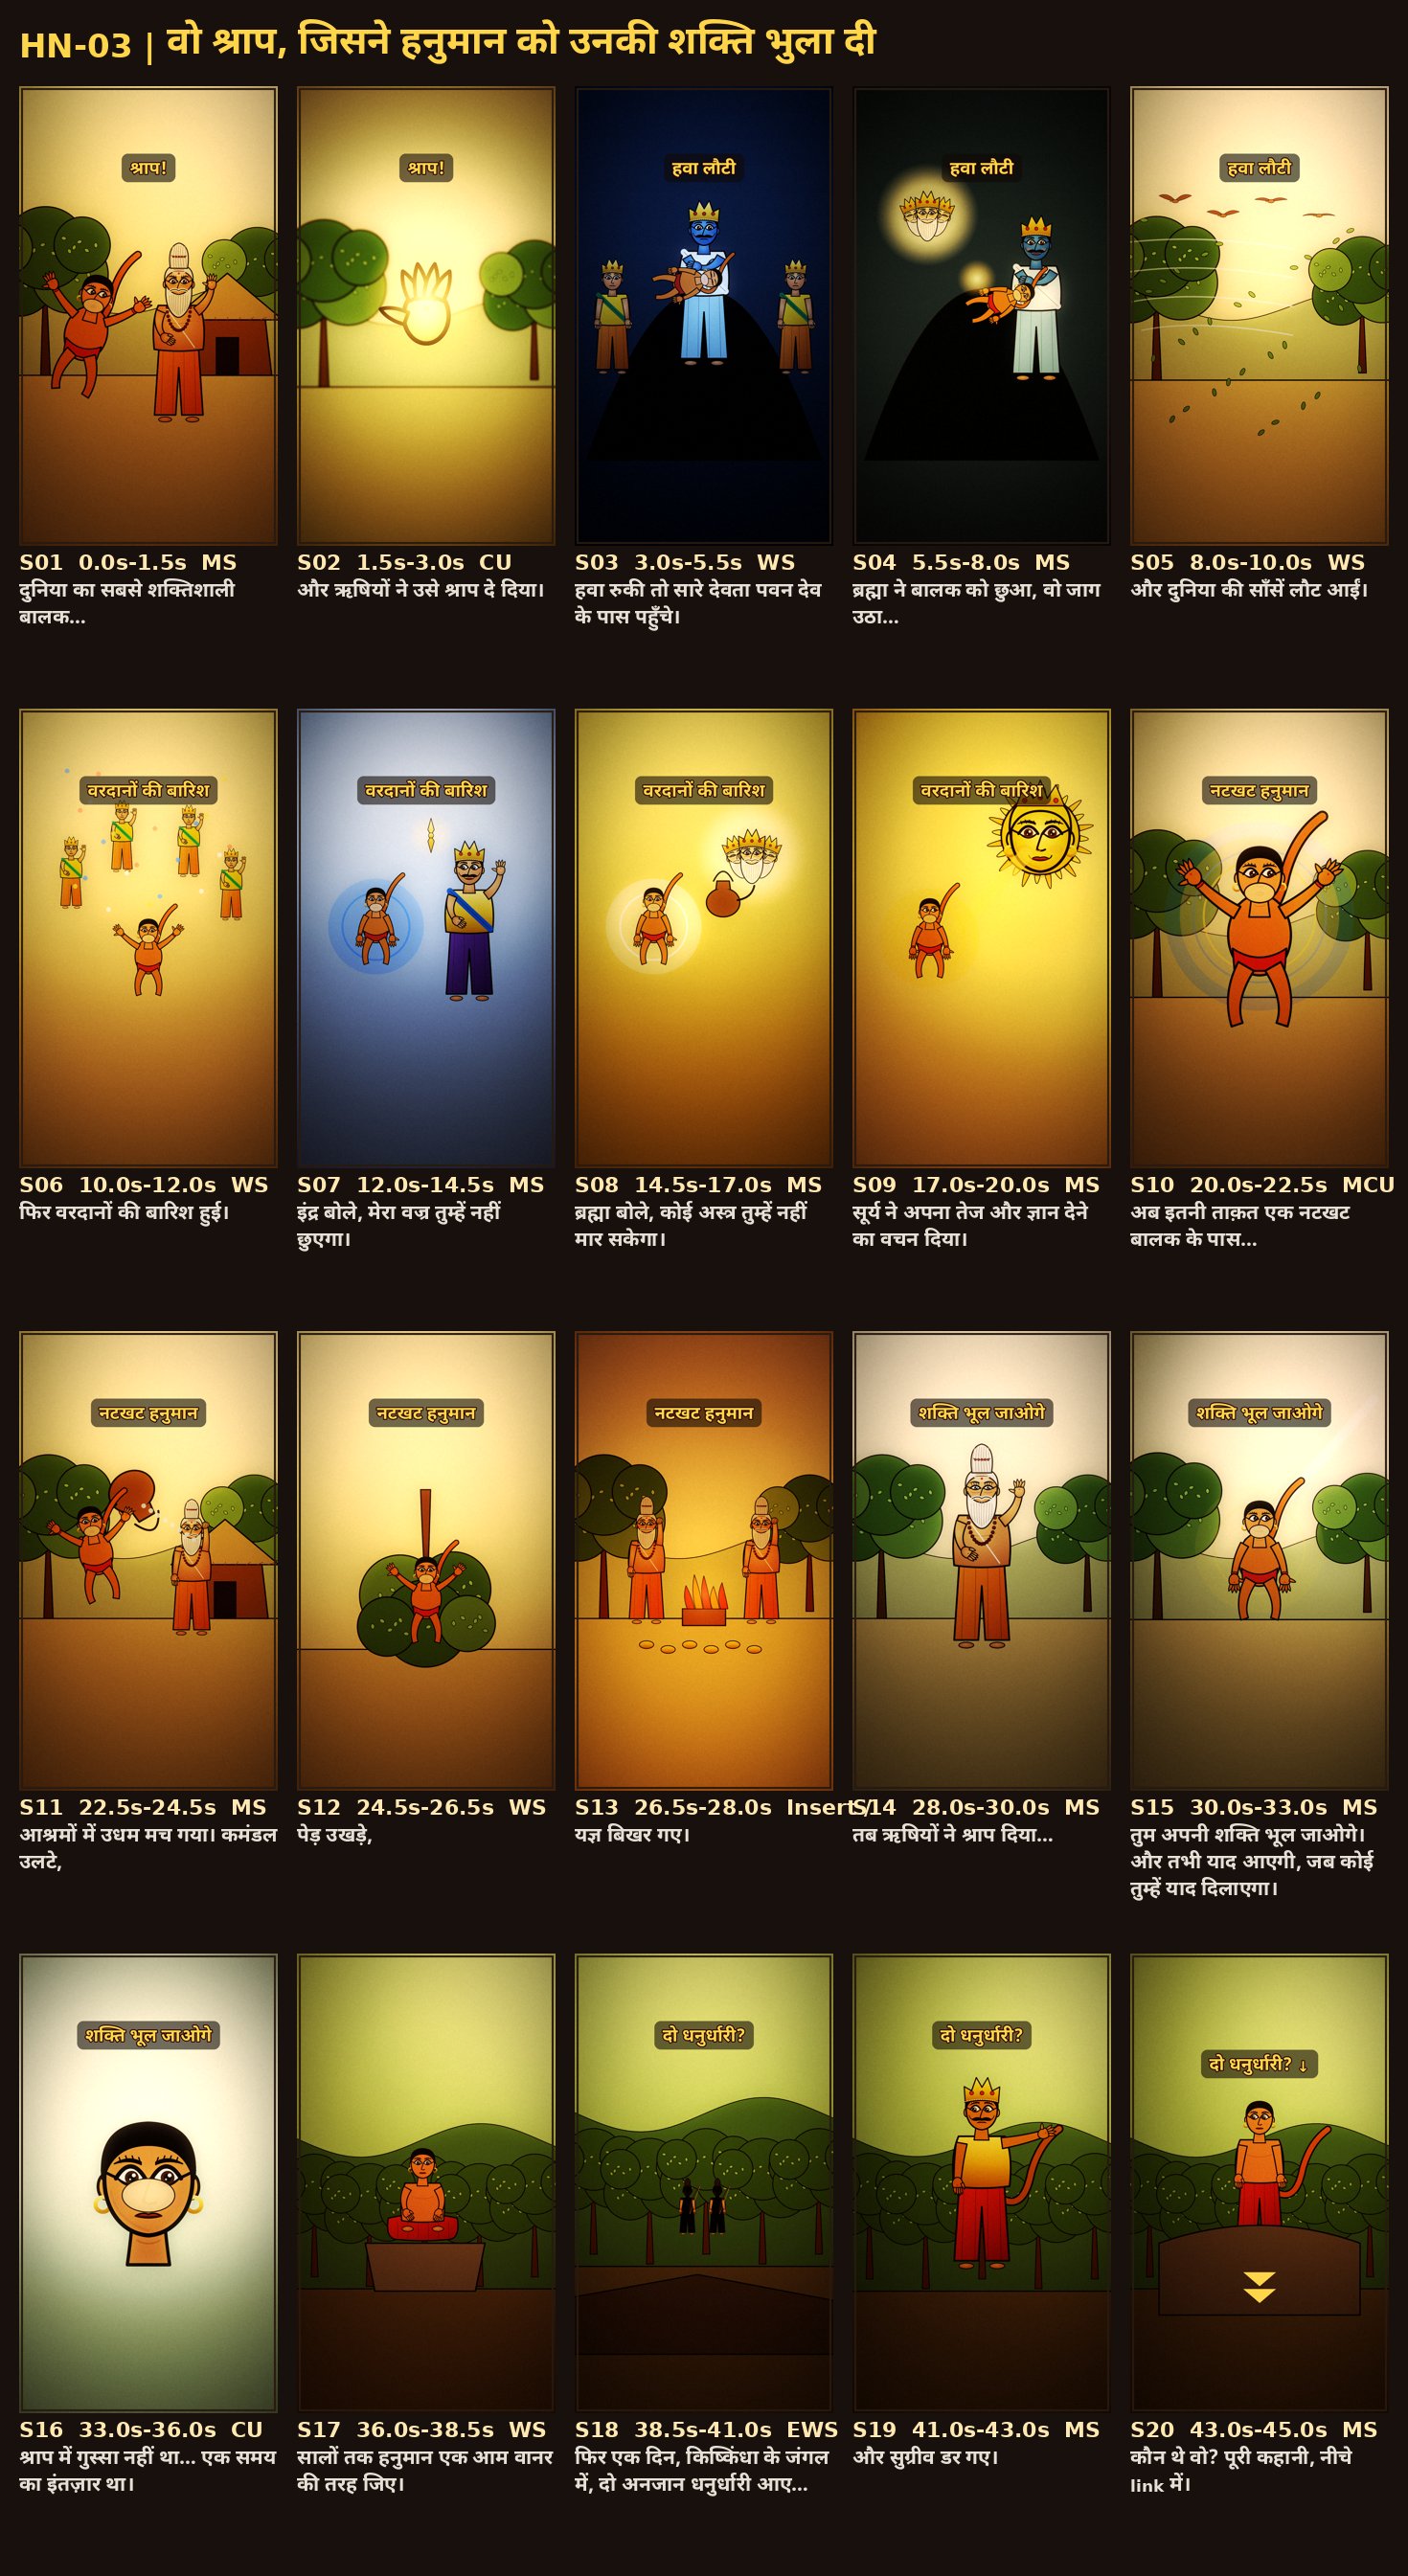 HN-03 | वो श्राप, जिसने हनुमान को उनकी शक्ति भुला दी
श्राप!
श्राप!
हवा लौटी
हवा लौटी
हवा लौटी
S01 0.0s-1.5s MS
दुनिया का सबसे शक्तिशाली
बालक...
S02 1.5s-3.0s CU
और ऋषियों ने उसे श्राप दे दिया।
S03 3.0s-5.5s WS
हवा रुकी तो सारे देवता पवन देव
के पास पहुँचे।
S04 5.5s-8.0s MS
ब्रह्मा ने बालक को छुआ, वो जाग
उठा...
S05 8.0s-10.0s WS
और दुनिया की साँसें लौट आईं।
वरदानों की बारिश
वरदानों की बारिश
वरदानों की बारिश
वरदानों की बारिश
नटखट हनुमान
S06 10.0s-12.0s WS
फिर वरदानों की बारिश हुई।
S07 12.0s-14.5s MS
इंद्र बोले, मेरा वज्र तुम्हें नहीं
छुएगा।
S08 14.5s-17.0s MS
ब्रह्मा बोले, कोई अस्त्र तुम्हें नहीं
मार सकेगा।
S09 17.0s-20.0s MS
सूर्य ने अपना तेज और ज्ञान देने
का वचन दिया।
S10 20.0s-22.5s MCU
अब इतनी ताक़त एक नटखट
बालक के पास...
नटखट हनुमान
नटखट हनुमान
नटखट हनुमान
शक्ति भूल जाओगे
शक्ति भूल जाओगे
S11 22.5s-24.5s MS
आश्रमों में उधम मच गया। कमंडल
उलटे,
S12 24.5s-26.5s WS
पेड़ उखड़े,
S13 26.5s-28.0s Insert/
यज्ञ बिखर गए।
S14 28.0s-30.0s MS
तब ऋषियों ने श्राप दिया...
S15 30.0s-33.0s MS
तुम अपनी शक्ति भूल जाओगे।
और तभी याद आएगी, जब कोई
तुम्हें याद दिलाएगा।
शक्ति भूल जाओगे
दो धनुर्धारी?
दो धनुर्धारी?
दो धनुर्धारी? ↓
S16 33.0s-36.0s CU
श्राप में गुस्सा नहीं था... एक समय
का इंतज़ार था।
S17 36.0s-38.5s WS
सालों तक हनुमान एक आम वानर
की तरह जिए।
S18 38.5s-41.0s EWS
फिर एक दिन, किष्किंधा के जंगल
में, दो अनजान धनुर्धारी आए...
S19 41.0s-43.0s MS
और सुग्रीव डर गए।
S20 43.0s-45.0s MS
कौन थे वो? पूरी कहानी, नीचे
link में।